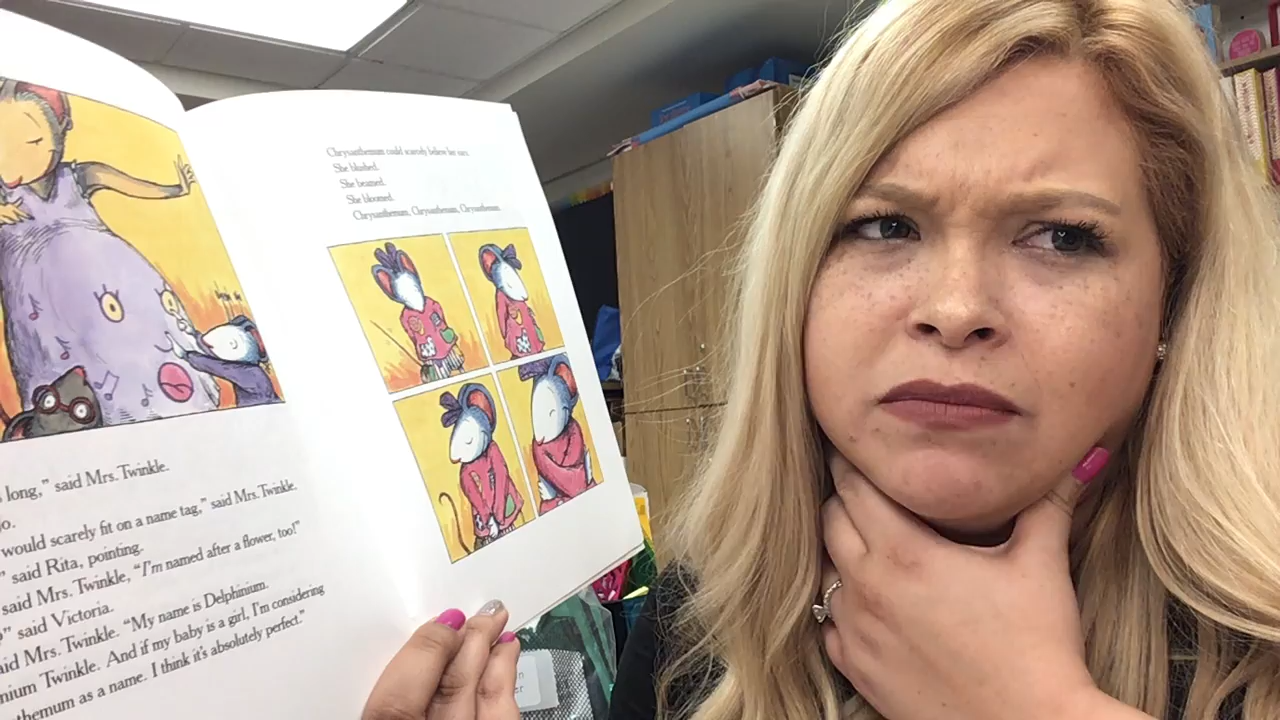 long,” said Mrs. Twinkle.
would scarely fit on a name tag,” said Mrs. Twinkle.
” said Rita, pointing.
said Mrs. Twinkle, “I’m named after a flower, too!”
” said Victoria.
said Mrs. Twinkle. “My name is Delphinium.
nium Twinkle. And if my baby is a girl, I’m considering
themum as a name. I think it’s absolutely perfect.”
Chrysanthemum could scarcely believe her ears.
She blushed.
She beamed.
She bloomed.
Chrysanthemum, Chrysanthemum, Chrysanthemum.